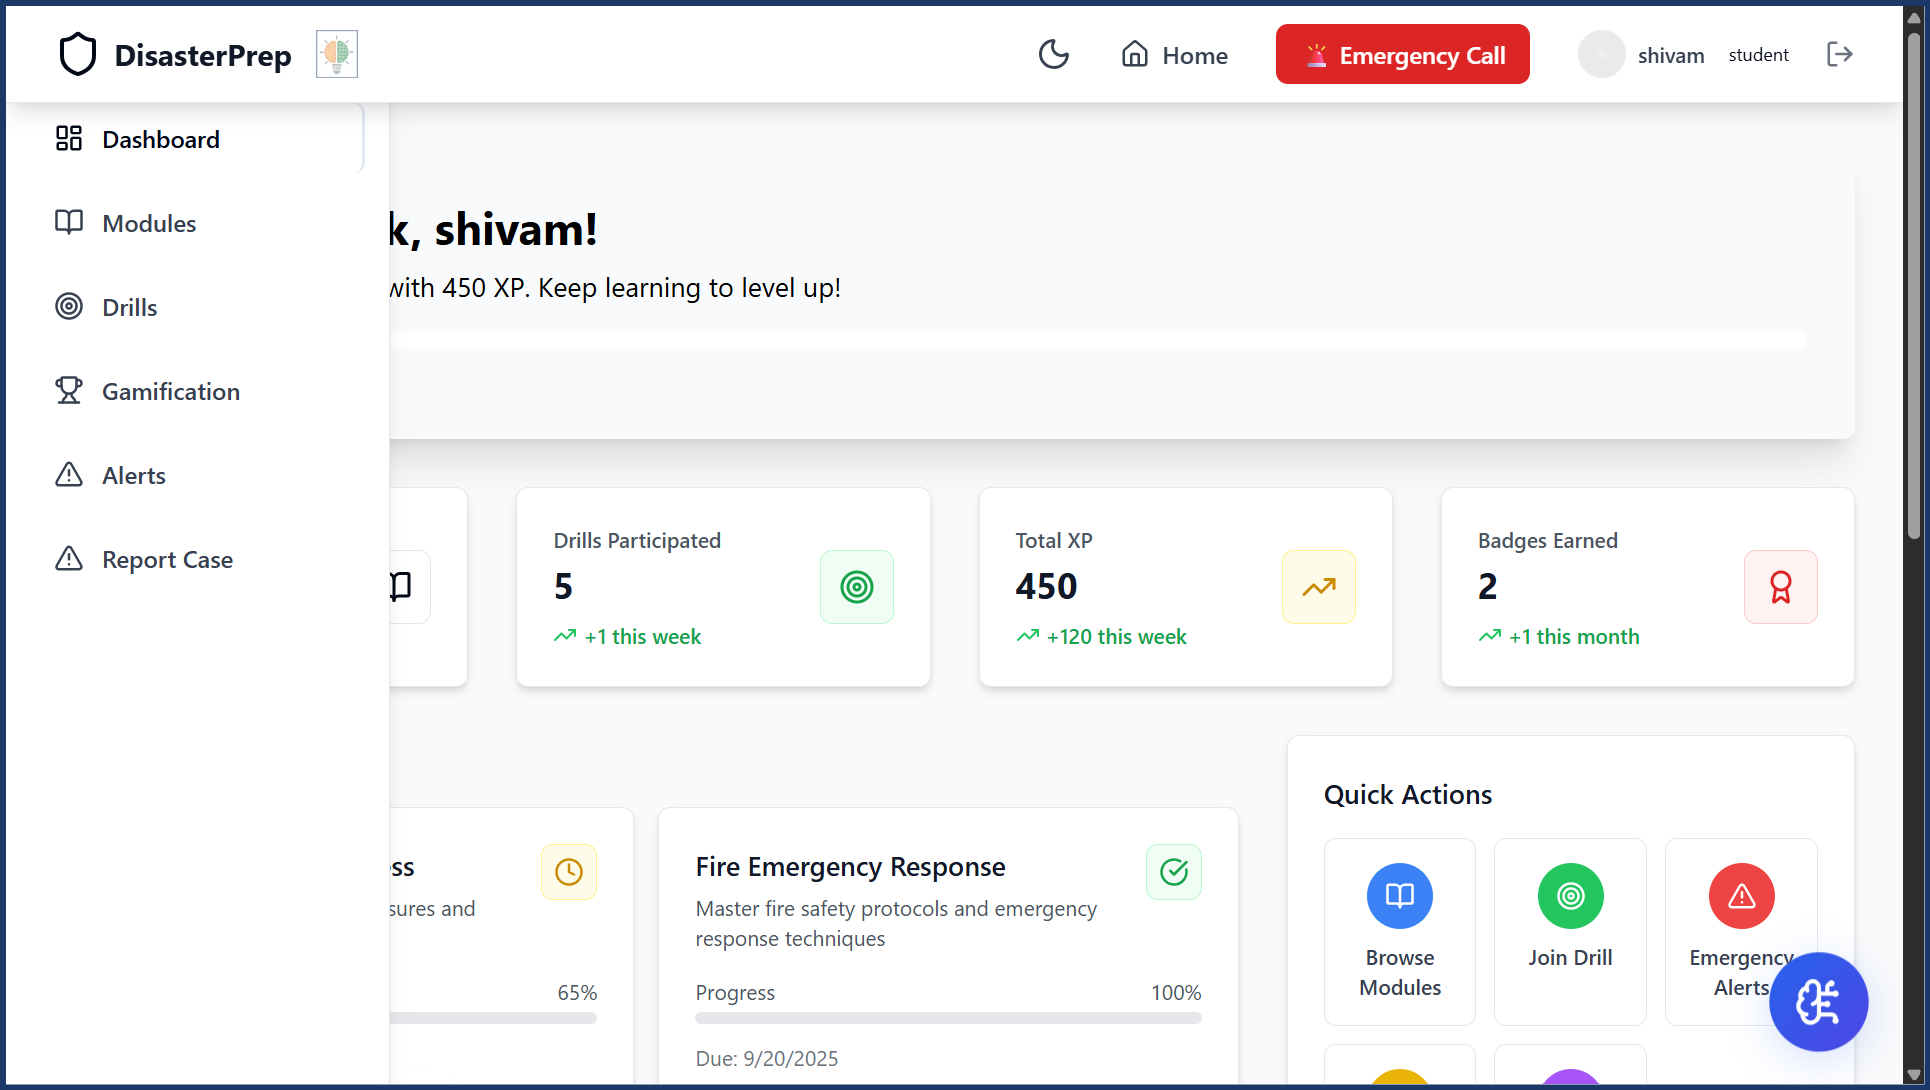 DisasterPrep
Home
Emergency Call
shivam
student
Dashboard
Modules
Drills
Gamification
Alerts
Report Case
k, shivam!
with 450 XP. Keep learning to level up!
Drills Participated
5
+1 this week
Total XP
450
+120 this week
Badges Earned
2
+1 this month
ss
sures and
65%
Fire Emergency Response
Master fire safety protocols and emergency
response techniques
Progress
100%
Due: 9/20/2025
Quick Actions
Browse
Modules
Join Drill
Emergency
Alerts